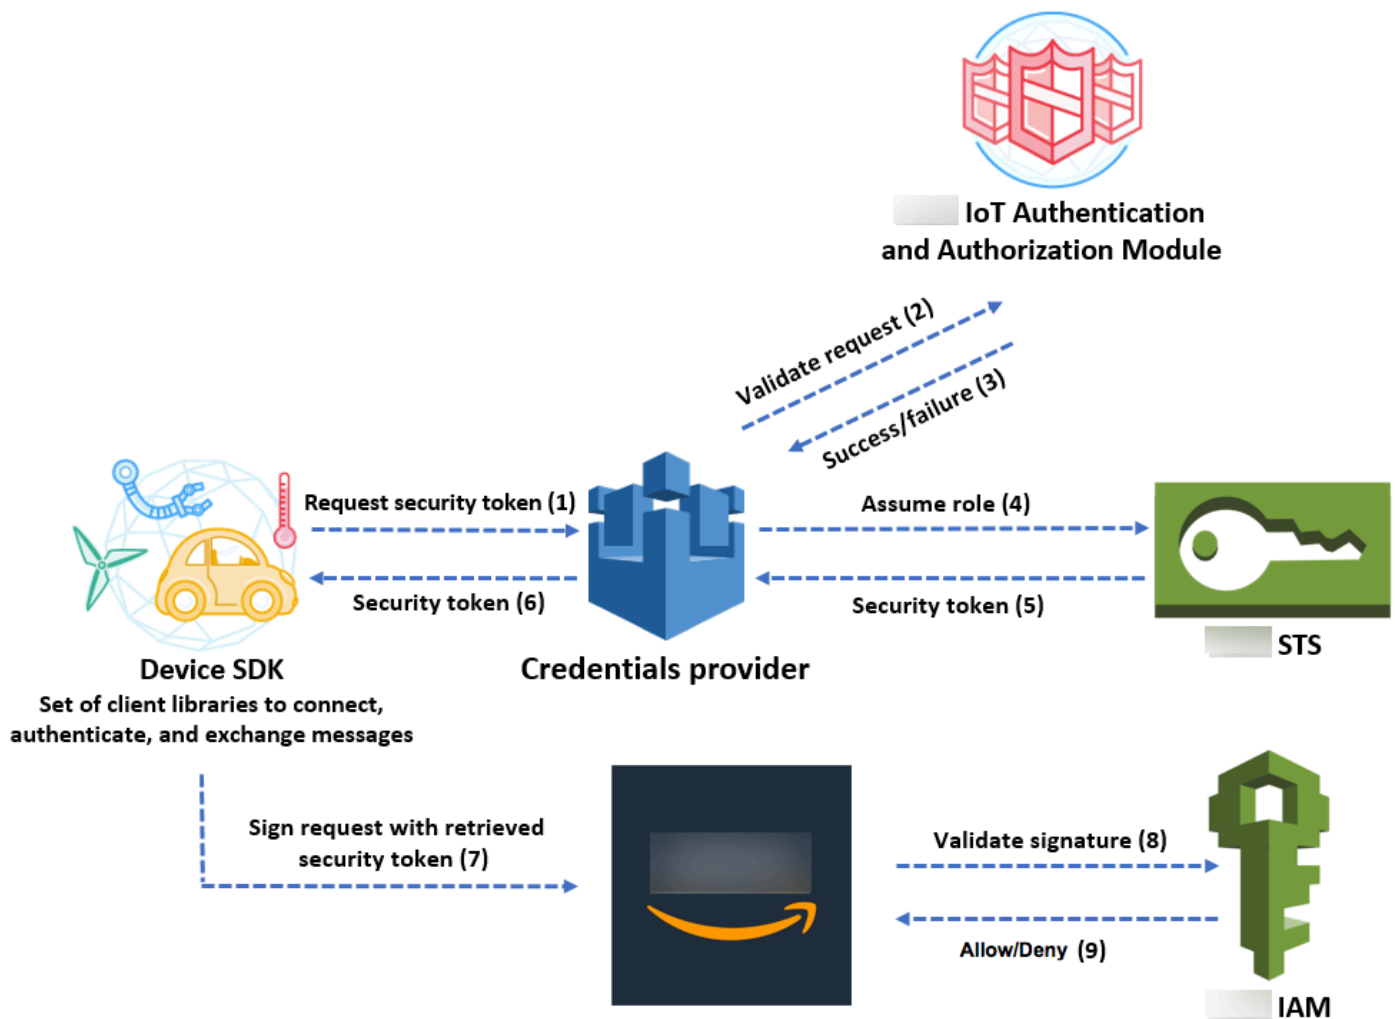 IoT Authentication
and Authorization Module
Validate request (2)
Success/failure (3)
Request security token (1)
Assume role (4)
Security token (6)
Security token (5)
STS
Device SDK
Credentials provider
Set of client libraries to connect,
authenticate, and exchange messages
Sign request with retrieved
security token (7)
Validate signature (8)
Allow/Deny (9)
IAM